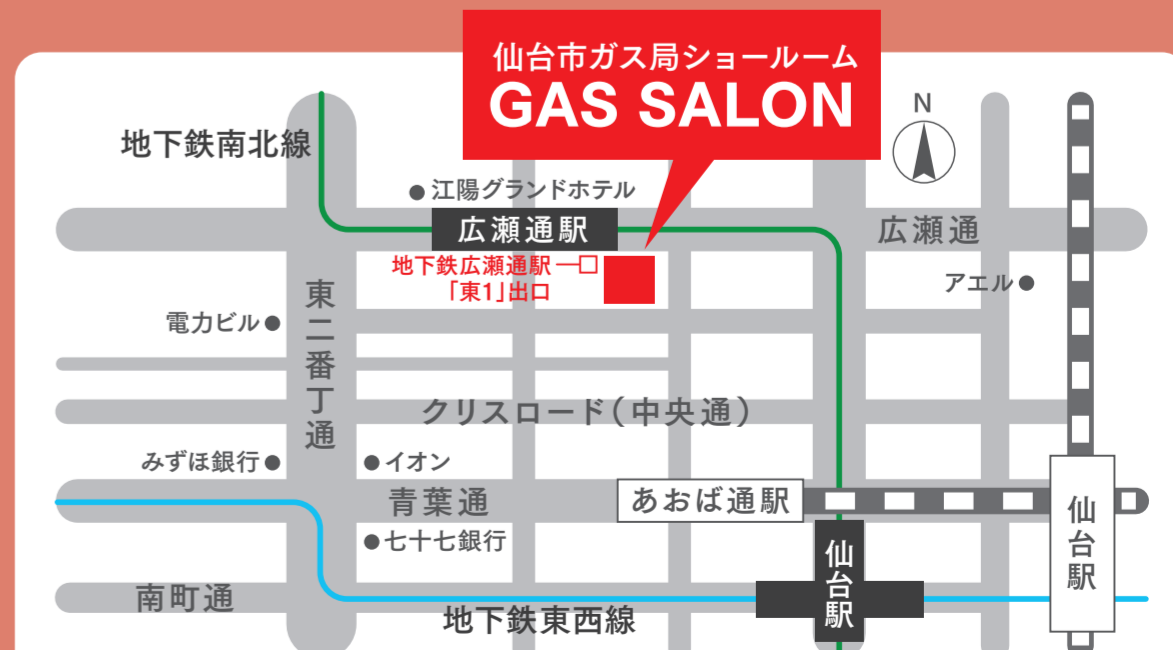 仙台市ガス局ショールーム
GAS SALON
N
地下鉄南北線
●江陽グランドホテル
広瀬通駅
広瀬通
地下鉄広瀬通駅
「東1」出口
アエル●
東二番丁通
電力ビル●
クリスロード(中央通)
みずほ銀行●
●イオン
青葉通
あおば通駅
仙台駅
●七十七銀行
仙台駅
南町通
地下鉄東西線